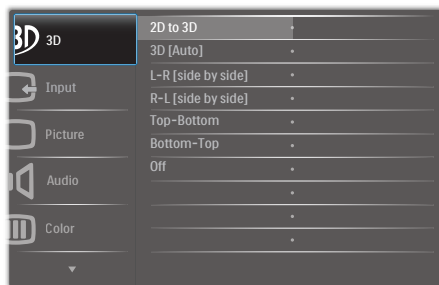 3D 3D
Input
Picture
Audio
Color
2D to 3D
3D [Auto]
L-R [side by side]
R-L [side by side]
Top-Bottom
Bottom-Top
Off